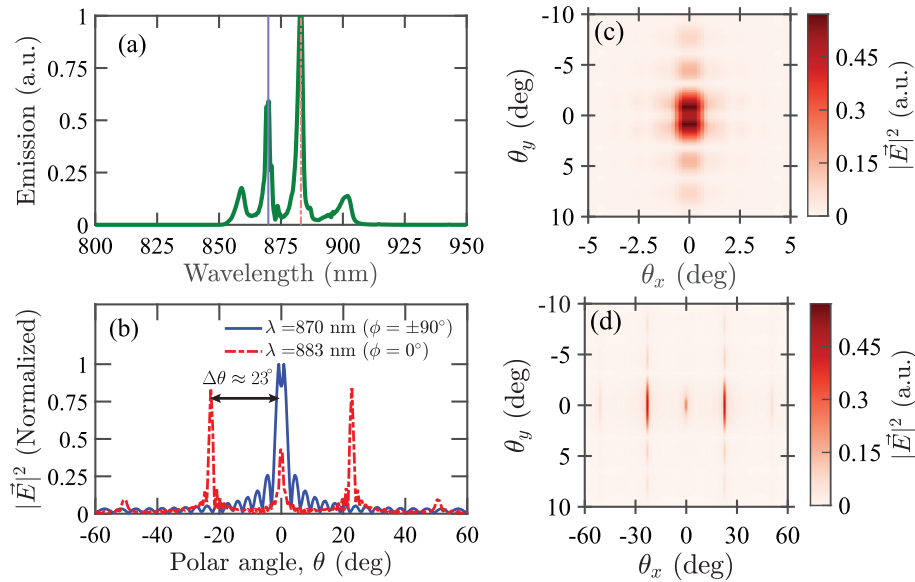 (a)
Emission (a.u.)
1
0.75
0.5
0.25
0
800 825 850 875 900 925 950
Wavelength (nm)
(b)
λ =870 nm (ϕ = ±90°)
λ =883 nm (ϕ = 0°)
Δθ ≈ 23°
|E⃗|² (Normalized)
1
0.75
0.5
0.25
0
-60 -40 -20 0 20 40 60
Polar angle, θ (deg)
(c)
θy (deg)
-10
-5
0
5
10
-5 -2.5 0 2.5 5
θx (deg)
0.45
0.3
0.15
0
|E⃗|² (a.u.)
(d)
θy (deg)
-10
-5
0
5
10
-60 -30 0 30 60
θx (deg)
0.45
0.3
0.15
0
|E⃗|² (a.u.)